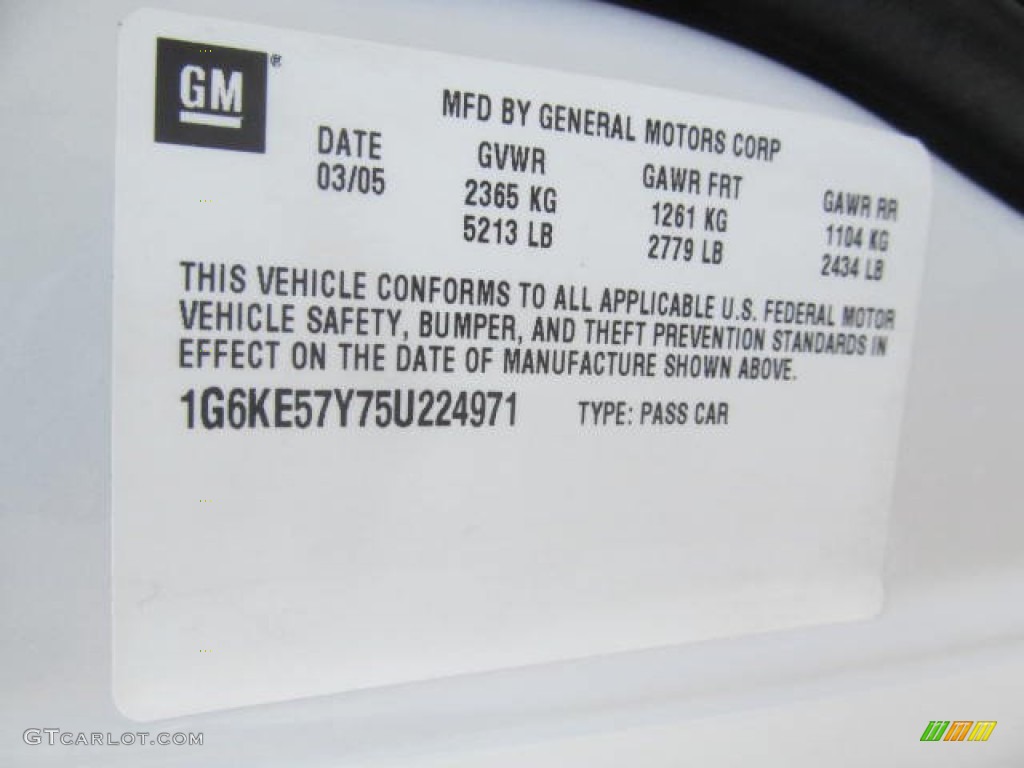 GM®
MFD BY GENERAL MOTORS CORP
DATE GVWR GAWR FRT GAWR RR
03/05 2365 KG 1261 KG 1104 KG
5213 LB 2779 LB 2434 LB
THIS VEHICLE CONFORMS TO ALL APPLICABLE U.S. FEDERAL MOTOR
VEHICLE SAFETY, BUMPER, AND THEFT PREVENTION STANDARDS IN
EFFECT ON THE DATE OF MANUFACTURE SHOWN ABOVE.
1G6KE57Y75U224971 TYPE: PASS CAR
GTCARLOT.COM